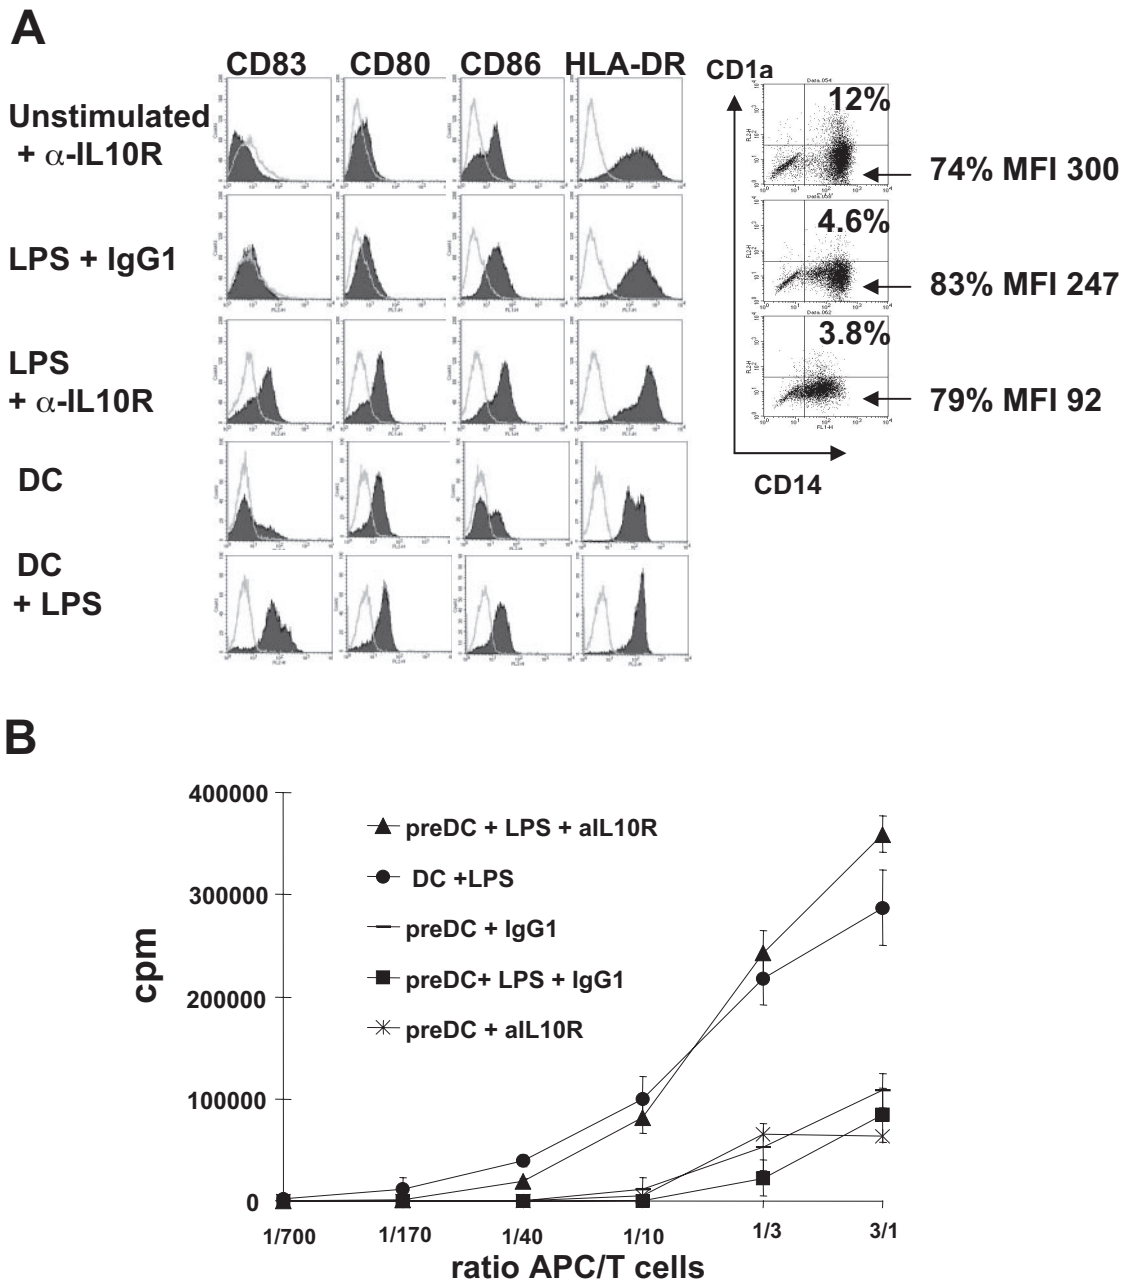 A
CD83 CD80 CD86 HLA-DR CD1a
Unstimulated
+ α-IL10R
12%
74% MFI 300
LPS + IgG1
4.6%
83% MFI 247
LPS
+ α-IL10R
3.8%
79% MFI 92
DC
CD14
DC
+ LPS
B
400000
300000
200000
100000
0
cpm
preDC + LPS + aIL10R
DC +LPS
preDC + IgG1
preDC+ LPS + IgG1
preDC + aIL10R
1/700 1/170 1/40 1/10 1/3 3/1
ratio APC/T cells